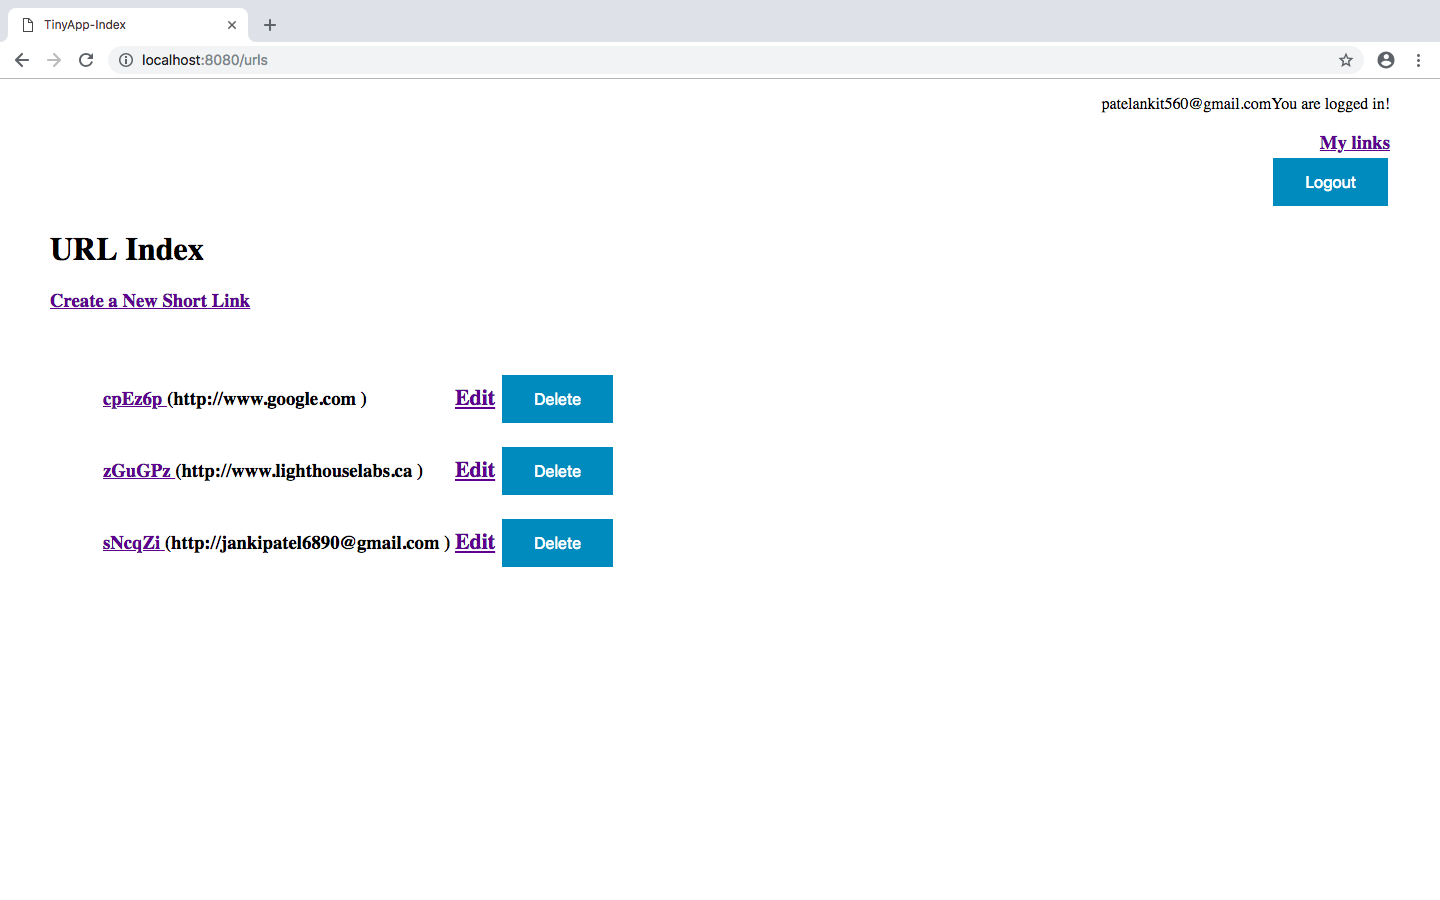 TinyApp-Index
localhost:8080/urls
patelankit560@gmail.comYou are logged in!
My links
Logout
URL Index
Create a New Short Link
cpEz6p (http://www.google.com ) Edit Delete
zGuGPz (http://www.lighthouselabs.ca ) Edit Delete
sNcqZi (http://jankipatel6890@gmail.com ) Edit Delete